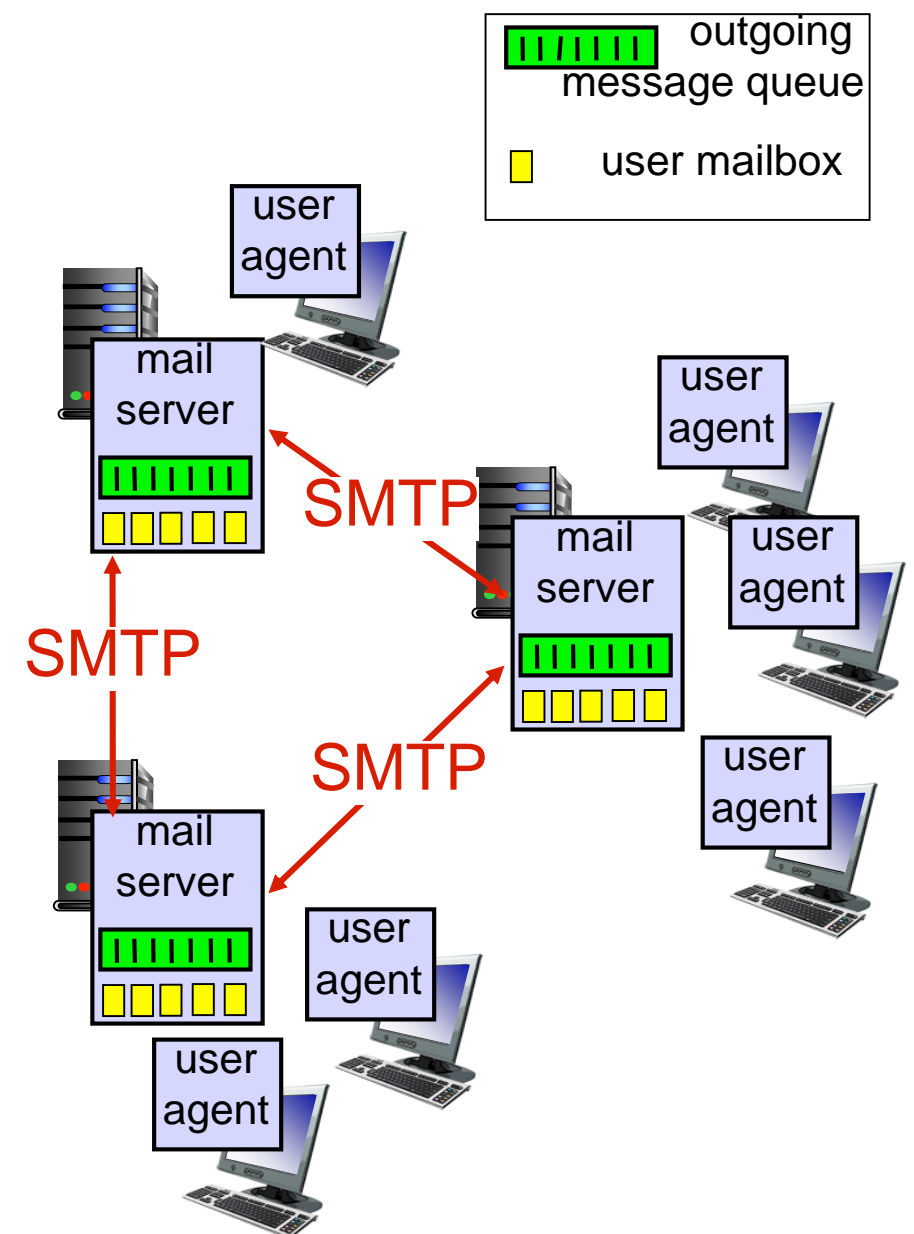 outgoing
message queue
user mailbox
user
agent
mail
server
SMTP
user
agent
mail
server
user
agent
SMTP
SMTP
user
agent
mail
server
user
agent
user
agent